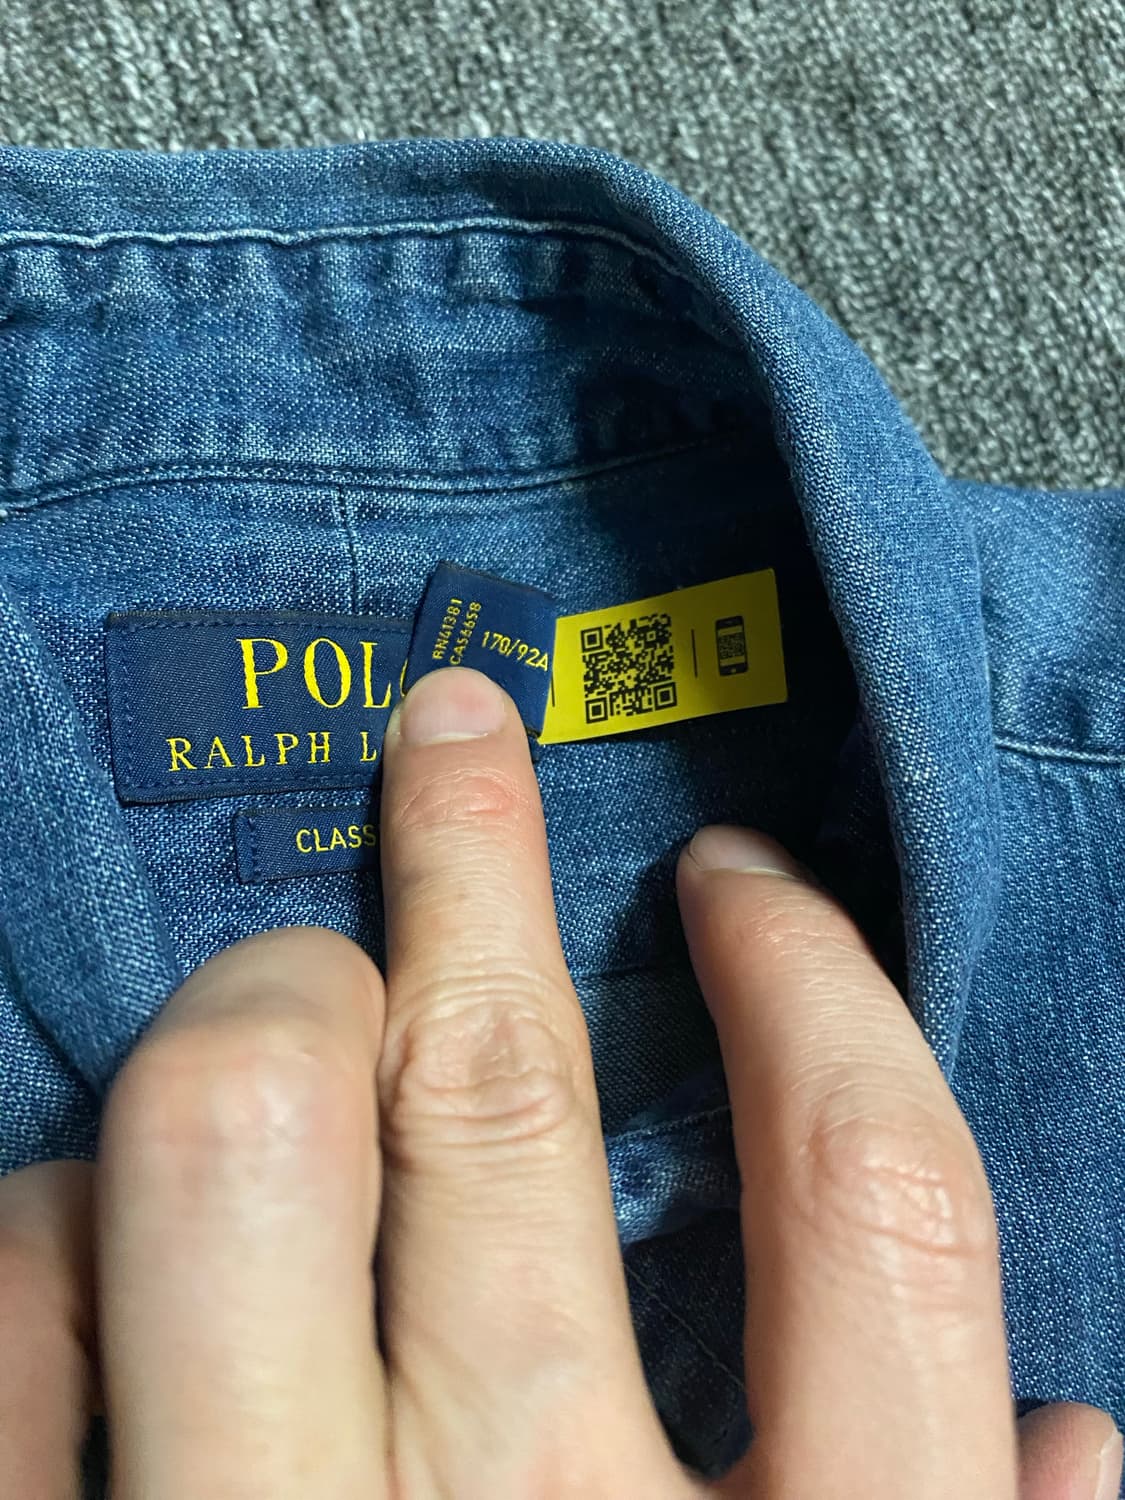 POL
RALPH L
CLASS
RN41381
CA56658
170/92A